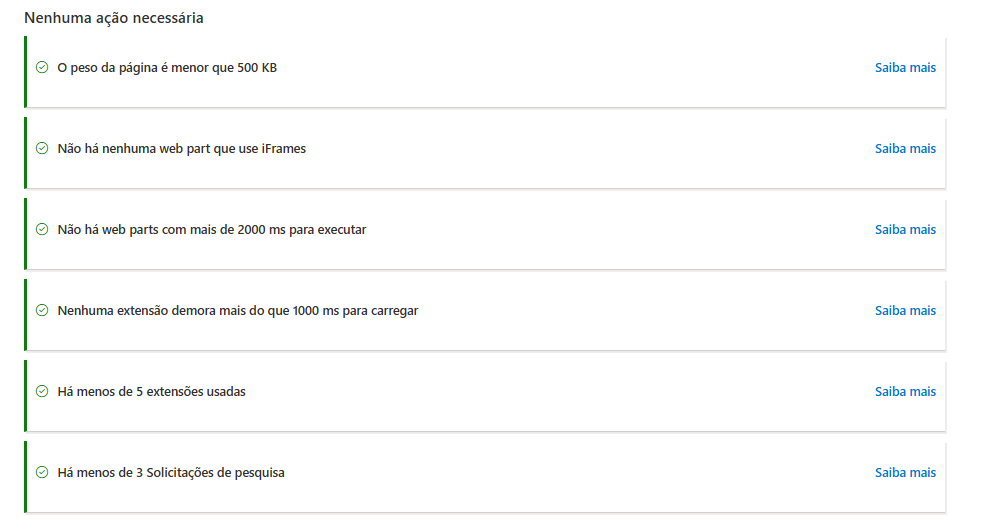 Nenhuma ação necessária
O peso da página é menor que 500 KB
Saiba mais
Não há nenhuma web part que use iFrames
Saiba mais
Não há web parts com mais de 2000 ms para executar
Saiba mais
Nenhuma extensão demora mais do que 1000 ms para carregar
Saiba mais
Há menos de 5 extensões usadas
Saiba mais
Há menos de 3 Solicitações de pesquisa
Saiba mais